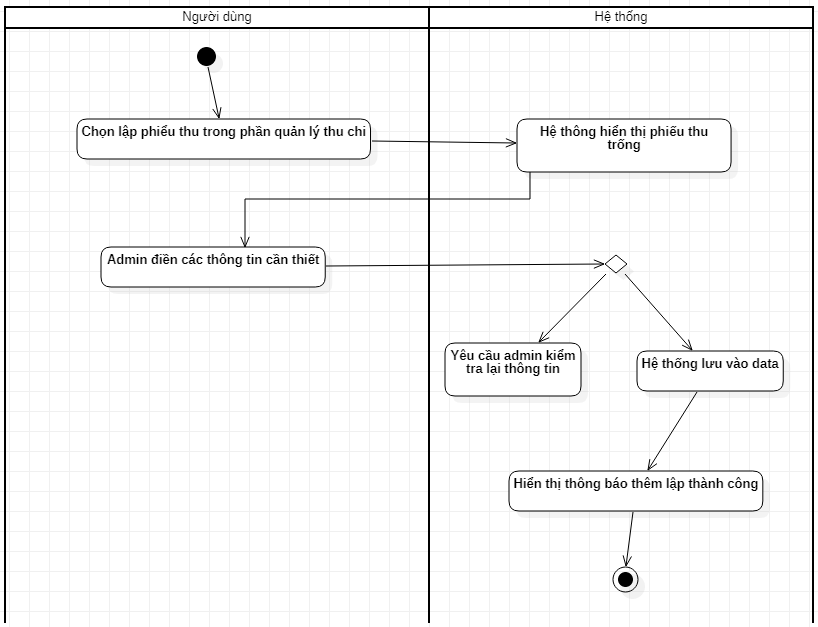 Người dùng
Hệ thống
Chọn lập phiểu thu trong phần quản lý thu chi
Hệ thông hiển thị phiếu thu
trống
Admin điền các thông tin cần thiết
Yêu cầu admin kiểm
tra lại thông tin
Hệ thống lưu vào data
Hiển thị thông báo thêm lập thành công